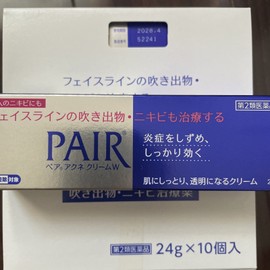 2028.4
52241
フェイスラインの吹き出物・
人のニキビにも
第2類医薬品
フェイスラインの吹き出物・ニキビも治療する
PAIR
ペア®アクネクリームW
炎症をしずめ、
しっかり効く
対象
肌にしっとり、透明になるクリーム
吹き出物・ニキビ治療薬
第2類医薬品
24g×10個入